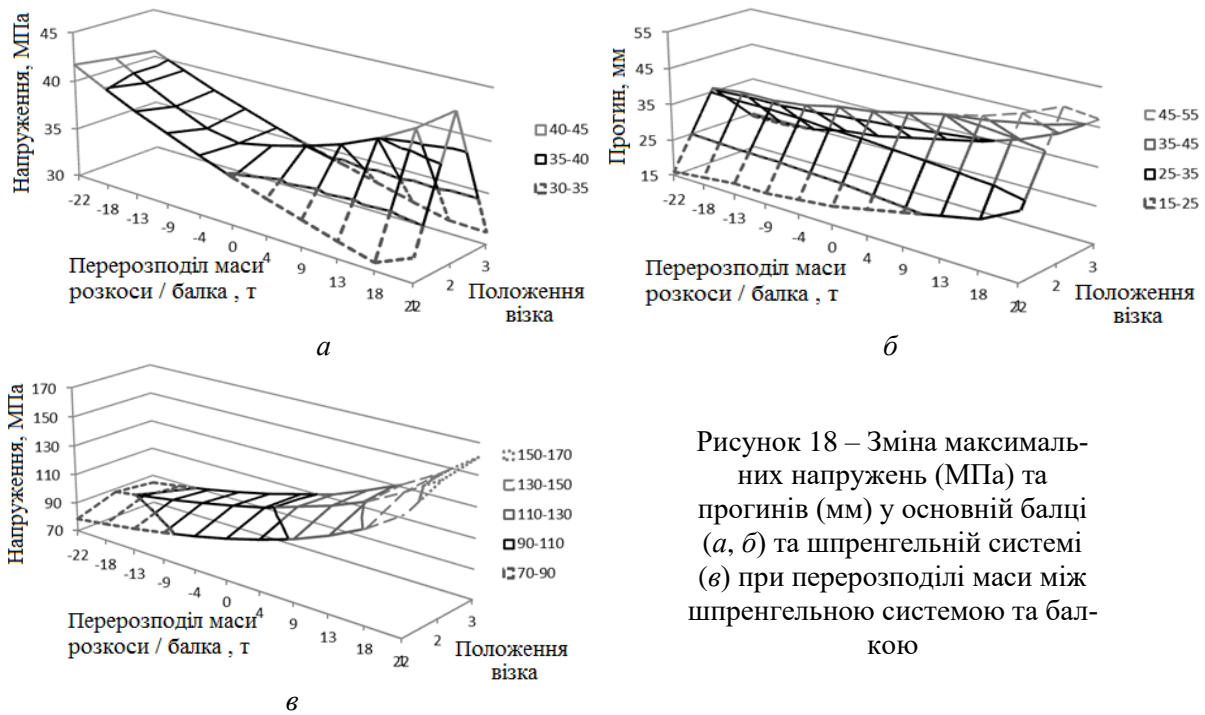 45
40
35
30
Напруження, МПа
-22
-18
-13
-9
-4
0
4
9
13
18
22
1
2
3
Перерозподіл маси
розкоси / балка , т
Положення
візка
40-45
35-40
30-35
а
55
45
35
25
15
Прогин, мм
-22
-18
-13
-9
-4
0
4
9
13
18
22
1
2
3
Перерозподіл маси
розкоси / балка , т
Положення
візка
45-55
35-45
25-35
15-25
б
170
150
130
110
90
70
Напруження, МПа
-22
-18
-13
-9
-4
0
4
9
13
18
22
1
2
3
Перерозподіл маси
розкоси / балка , т
Положення
візка
150-170
130-150
110-130
90-110
70-90
в
Рисунок 18 – Зміна максималь-
них напружень (МПа) та
прогинів (мм) у основній балці
(а, б) та шпренгельній системі
(в) при перерозподілі маси між
шпренгельною системою та бал-
кою